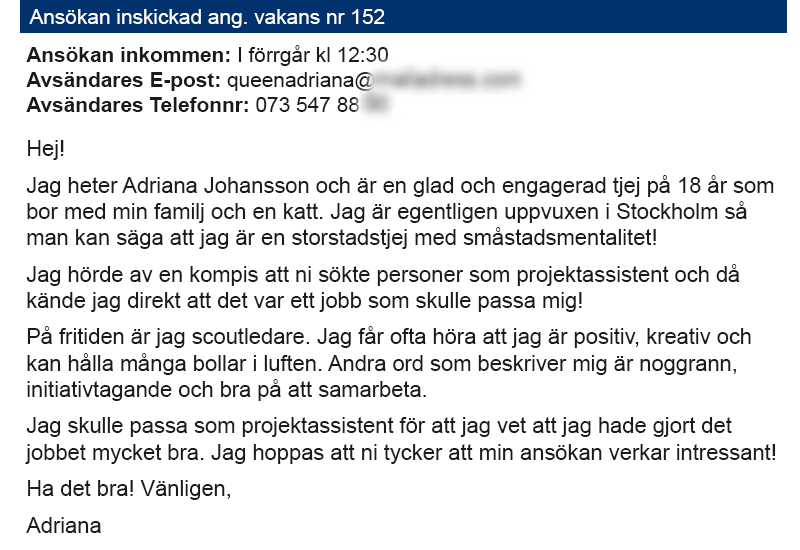 Ansökan inskickad ang. vakans nr 152
Ansökan inkommen: I förrgår kl 12:30
Avsändares E-post: queenadriana@
Avsändares Telefonnr: 073 547 88
Hej!
Jag heter Adriana Johansson och är en glad och engagerad tjej på 18 år som
bor med min familj och en katt. Jag är egentligen uppvuxen i Stockholm så
man kan säga att jag är en storstadstjej med småstadsmentalitet!
Jag hörde av en kompis att ni sökte personer som projektassistent och då
kände jag direkt att det var ett jobb som skulle passa mig!
På fritiden är jag scoutledare. Jag får ofta höra att jag är positiv, kreativ och
kan hålla många bollar i luften. Andra ord som beskriver mig är noggrann,
initiativtagande och bra på att samarbeta.
Jag skulle passa som projektassistent för att jag vet att jag hade gjort det
jobbet mycket bra. Jag hoppas att ni tycker att min ansökan verkar intressant!
Ha det bra! Vänligen,
Adriana